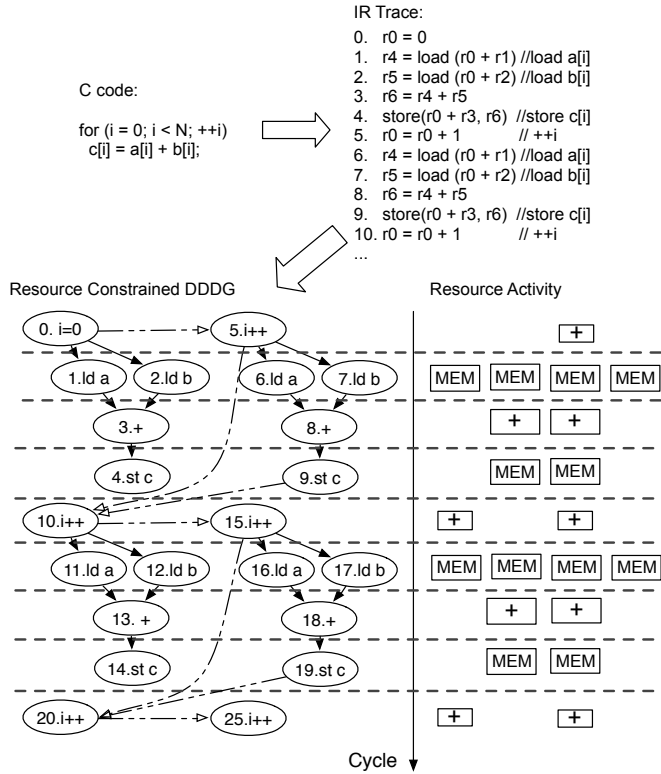 IR Trace:
0. r0 = 0
1. r4 = load (r0 + r1) //load a[i]
2. r5 = load (r0 + r2) //load b[i]
3. r6 = r4 + r5
4. store(r0 + r3, r6) //store c[i]
5. r0 = r0 + 1 // ++i
6. r4 = load (r0 + r1) //load a[i]
7. r5 = load (r0 + r2) //load b[i]
8. r6 = r4 + r5
9. store(r0 + r3, r6) //store c[i]
10. r0 = r0 + 1 // ++i
...
C code:
for (i = 0; i < N; ++i)
c[i] = a[i] + b[i];
Resource Constrained DDDG
Resource Activity
0. i=0 5.i++ +
1.ld a 2.ld b 6.ld a 7.ld b MEM MEM MEM MEM
3.+ 8.+ + +
4.st c 9.st c MEM MEM
10.i++ 15.i++ + +
11.ld a 12.ld b 16.ld a 17.ld b MEM MEM MEM MEM
13. + 18.+ + +
14.st c 19.st c MEM MEM
20.i++ 25.i++ + +
Cycle